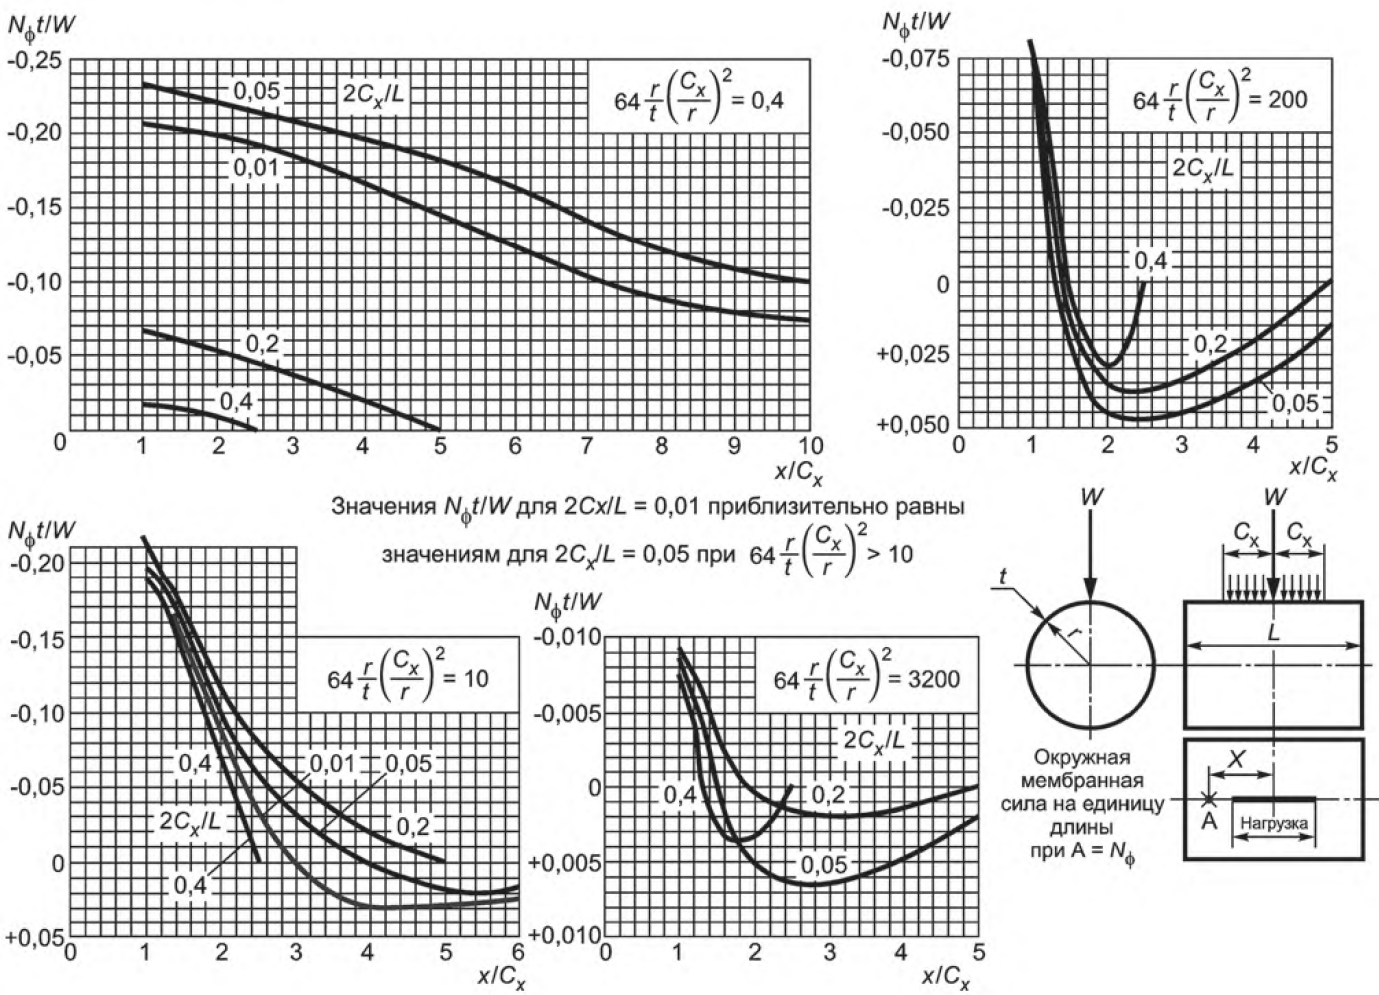 Nϕt/W
-0,25
-0,20
-0,15
-0,10
-0,05
0
0,05
2Cx/L
64 r/t (Cx/r)² = 0,4
0,01
0,2
0,4
1 2 3 4 5 6 7 8 9 10
x/Cx
Nϕt/W
-0,075
-0,050
-0,025
0
+0,025
+0,050
64 r/t (Cx/r)² = 200
2Cx/L
0,4
0,2
0,05
0 1 2 3 4 5
x/Cx
Значения Nϕt/W для 2Cx/L = 0,01 приблизительно равны
значениям для 2Cx/L = 0,05 при 64 r/t (Cx/r)² > 10
Nϕt/W
-0,20
-0,15
-0,10
-0,05
0
+0,05
64 r/t (Cx/r)² = 10
0,4
0,01
0,05
2Cx/L
0,2
0,4
0 1 2 3 4 5 6
x/Cx
Nϕt/W
-0,010
-0,005
0
+0,005
+0,010
64 r/t (Cx/r)² = 3200
2Cx/L
0,4
0,2
0,05
0 1 2 3 4 5
x/Cx
W
t
r
W
Cx Cx
L
X
A
Нагрузка
Окружная
мембранная
сила на единицу
длины
при A = Nϕ